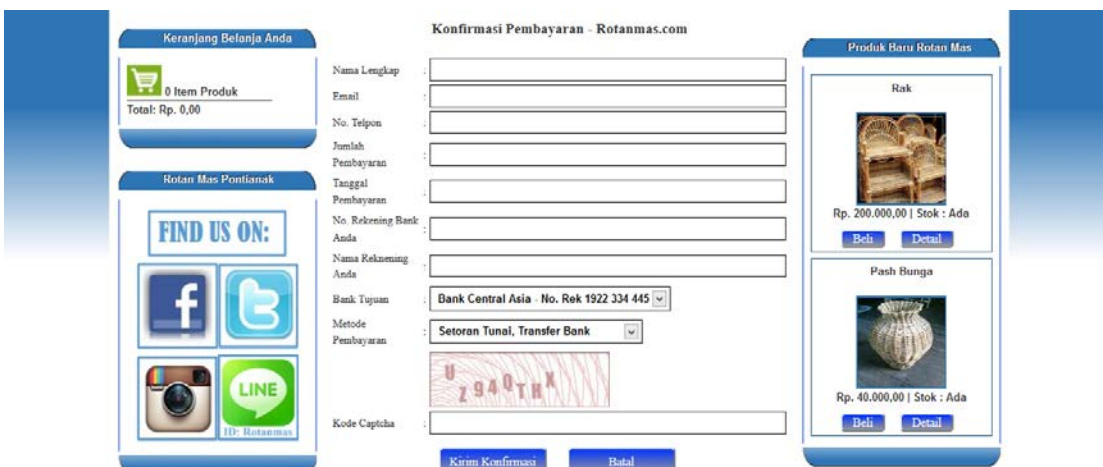 Keranjang Belanja Anda
0 Item Produk
Total: Rp. 0,00
Rotan Mas Pontianak
FIND US ON:
f
t
LINE
ID: Rotanmas
Konfirmasi Pembayaran - Rotanmas.com
Nama Lengkap :
Email :
No. Telpon :
Jumlah
Pembayaran :
Tanggal
Pembayaran :
No. Rekening Bank
Anda :
Nama Reknening
Anda :
Bank Tujuan : Bank Central Asia - No. Rek 1922 334 445
Metode
Pembayaran : Setoran Tunai, Transfer Bank
UZ94QTHX
Kode Captcha :
Kirim Konfirmasi Batal
Produk Baru Rotan Mas
Rak
Rp. 200.000,00 | Stok : Ada
Beli Detail
Pash Bunga
Rp. 40.000,00 | Stok : Ada
Beli Detail